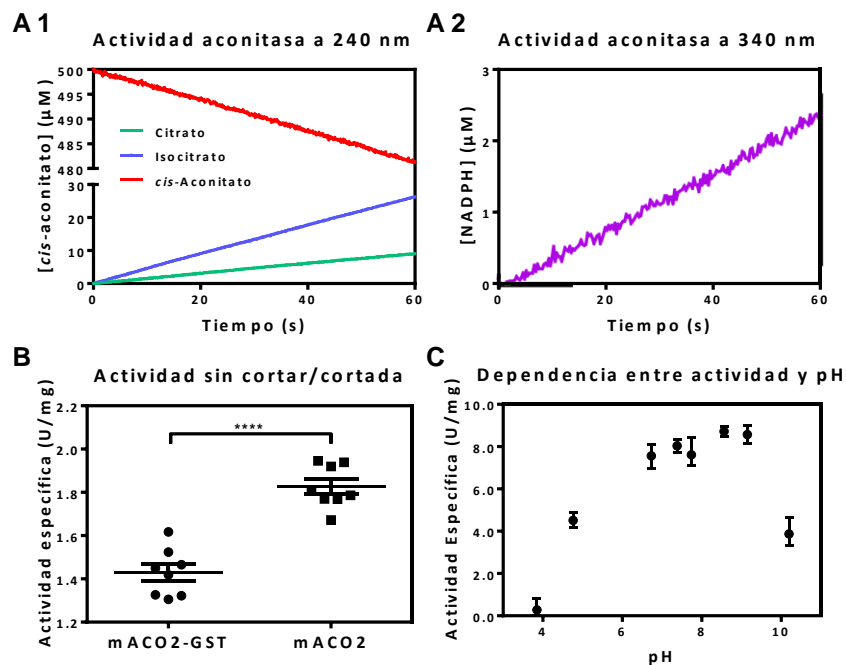 A 1
Actividad aconitasa a 240 nm
[cis-aconitato] (µM)
500
495
490
485
480
30
20
10
0
Citrato
Isocitrato
cis-Aconitato
0
20
40
60
Tiempo (s)
A 2
Actividad aconitasa a 340 nm
[NADPH] (µM)
3
2
1
0
0
20
40
60
Tiempo (s)
B
Actividad sin cortar/cortada
Actividad específica (U/mg)
2.2
2.0
1.8
1.6
1.4
1.2
****
mACO2-GST
mACO2
C
Dependencia entre actividad y pH
Actividad Específica (U/mg)
10.0
8.0
6.0
4.0
2.0
0.0
4
6
8
10
pH